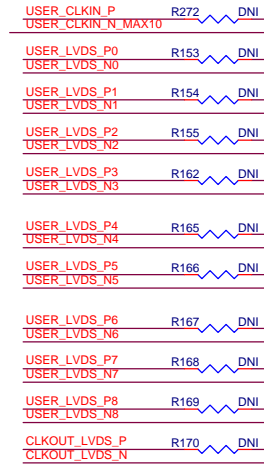 USER_CLKIN_P R272 DNI
USER_CLKIN_N_MAX10
USER_LVDS_P0 R153 DNI
USER_LVDS_N0
USER_LVDS_P1 R154 DNI
USER_LVDS_N1
USER_LVDS_P2 R155 DNI
USER_LVDS_N2
USER_LVDS_P3 R162 DNI
USER_LVDS_N3
USER_LVDS_P4 R165 DNI
USER_LVDS_N4
USER_LVDS_P5 R166 DNI
USER_LVDS_N5
USER_LVDS_P6 R167 DNI
USER_LVDS_N6
USER_LVDS_P7 R168 DNI
USER_LVDS_N7
USER_LVDS_P8 R169 DNI
USER_LVDS_N8
CLKOUT_LVDS_P R170 DNI
CLKOUT_LVDS_N